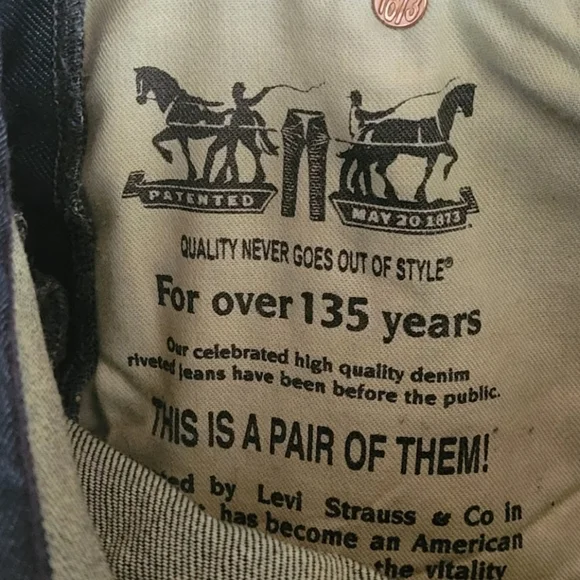 1873
PATENTED
MAY 20 1873
QUALITY NEVER GOES OUT OF STYLE®
For over 135 years
Our celebrated high quality denim
riveted jeans have been before the public.
THIS IS A PAIR OF THEM!
by Levi Strauss & Co in
has become an American
the vitality